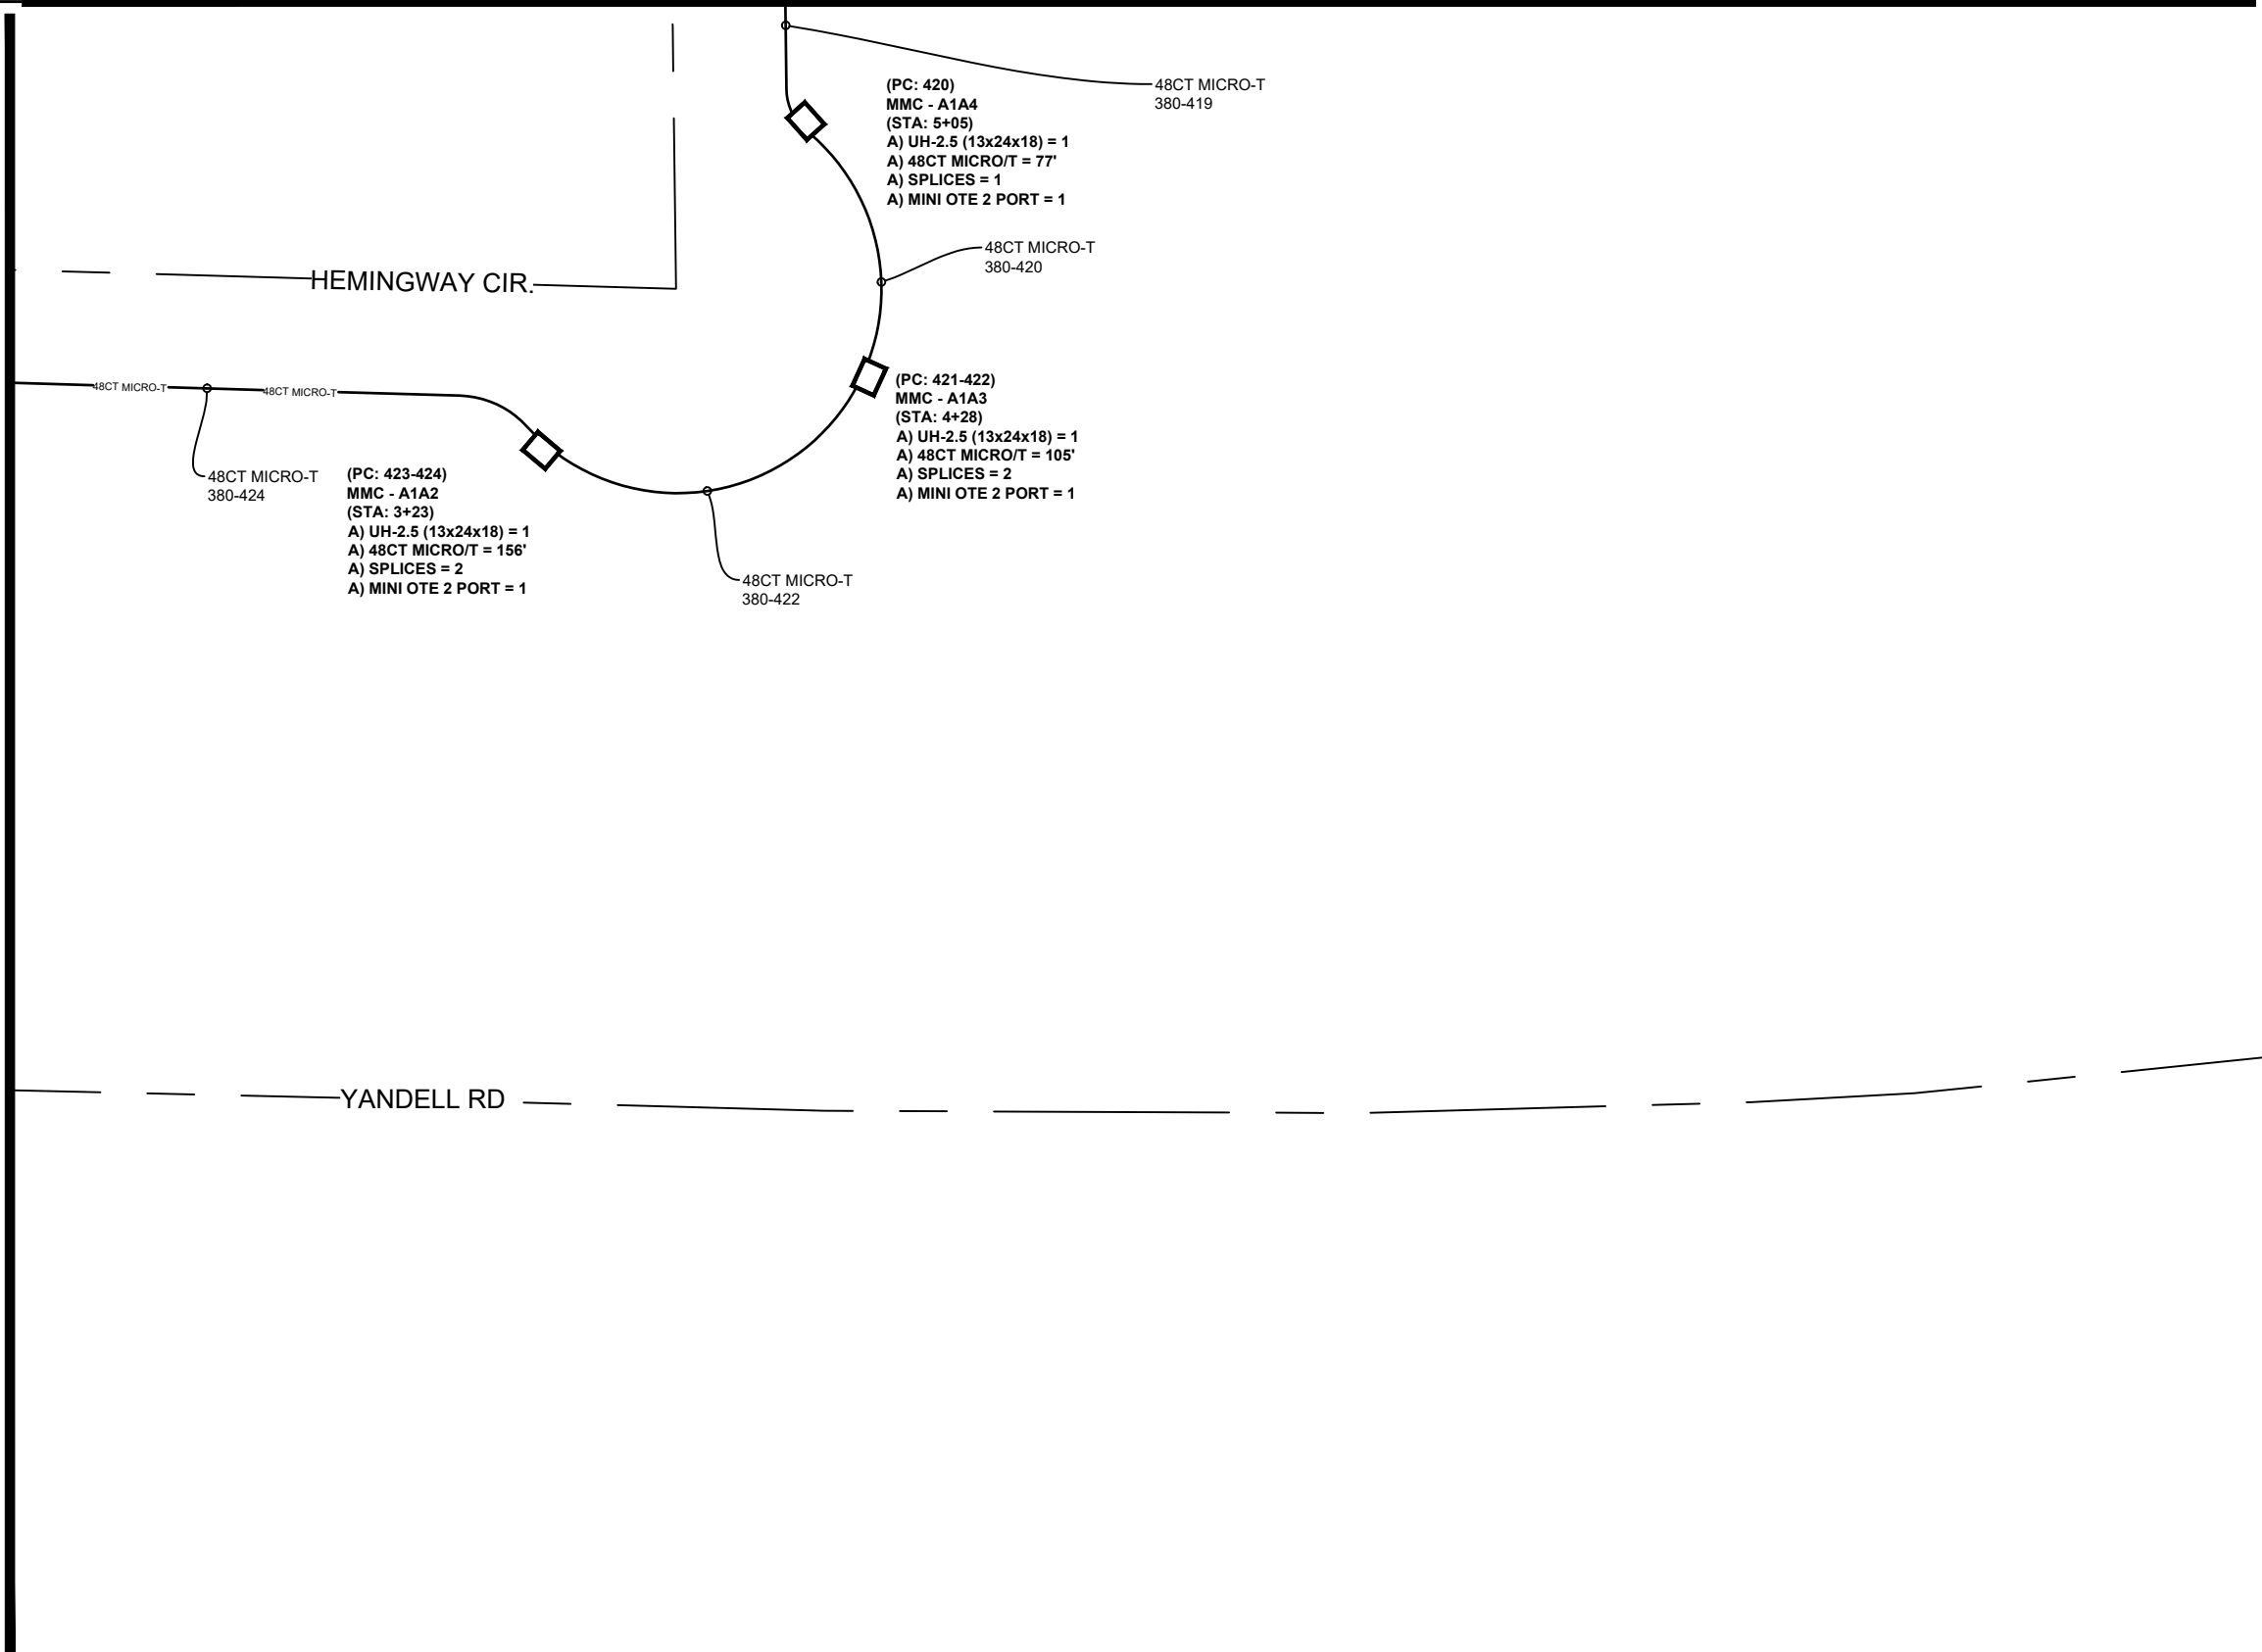 48CT MICRO-T
380-419
(PC: 420)
MMC - A1A4
(STA: 5+05)
A) UH-2.5 (13x24x18) = 1
A) 48CT MICRO/T = 77'
A) SPLICES = 1
A) MINI OTE 2 PORT = 1
48CT MICRO-T
380-420
HEMINGWAY CIR.
48CT MICRO-T
48CT MICRO-T
(PC: 421-422)
MMC - A1A3
(STA: 4+28)
A) UH-2.5 (13x24x18) = 1
A) 48CT MICRO/T = 105'
A) SPLICES = 2
A) MINI OTE 2 PORT = 1
48CT MICRO-T
380-424
(PC: 423-424)
MMC - A1A2
(STA: 3+23)
A) UH-2.5 (13x24x18) = 1
A) 48CT MICRO/T = 156'
A) SPLICES = 2
A) MINI OTE 2 PORT = 1
48CT MICRO-T
380-422
YANDELL RD